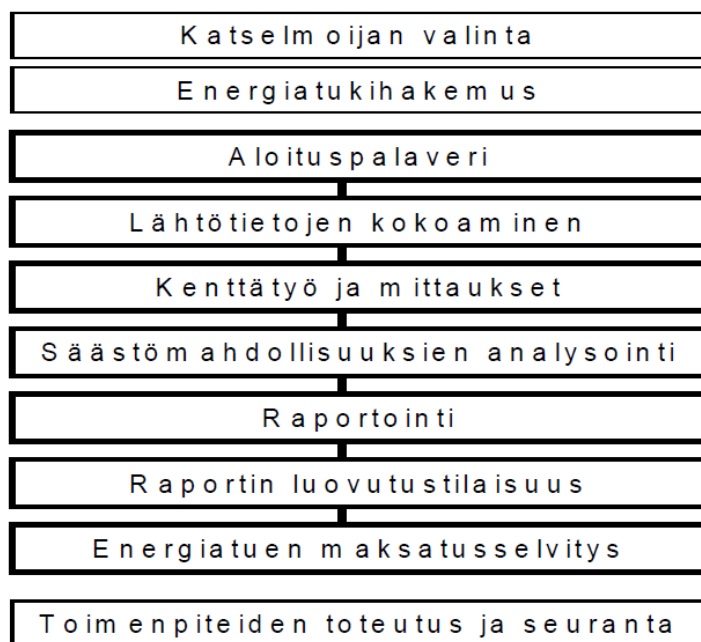 Katselmoijan valinta
Energiatukihakemus
Aloituspalaveri
Lähtötietojen kokoaminen
Kenttätyö ja mittaukset
Säästömahdollisuuksien analysointi
Raportointi
Raportin luovutustilaisuus
Energiatuen maksatusselvitys
Toimenpiteiden toteutus ja seuranta